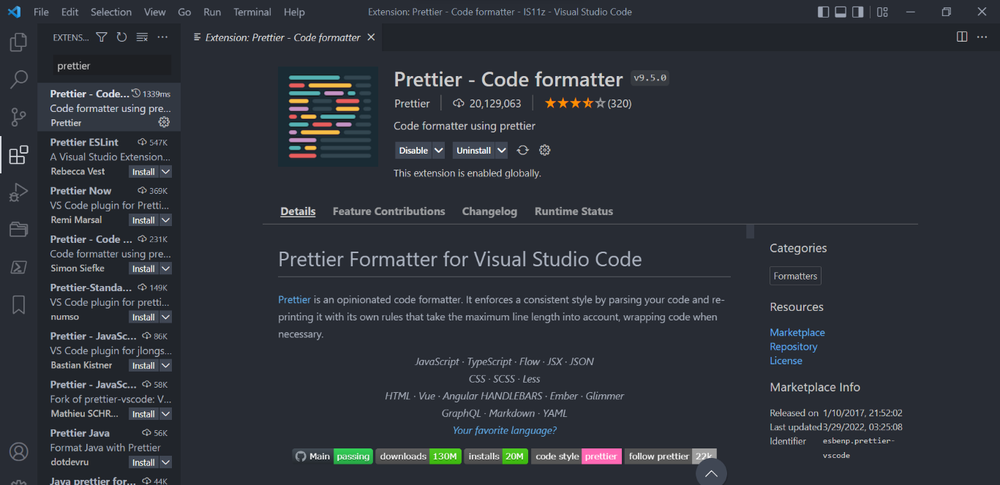 File Edit Selection View Go Run Terminal Help
Extension: Prettier - Code formatter - IS11z - Visual Studio Code
EXTENS...
prettier
Prettier - Code... 1339ms
Code formatter using pre...
Prettier
Prettier ESLint 547K
A Visual Studio Extension...
Rebecca Vest Install
Prettier Now 369K
VS Code plugin for Pretti...
Remi Marsal Install
Prettier - Code ... 231K
Code formatter using pre...
Simon Siefke Install
Prettier-Standa... 149K
VS Code plugin for pretti...
numso Install
Prettier - JavaSc... 86K
VS Code plugin for jlongs...
Bastian Kistner Install
Prettier - JavaSc... 58K
Fork of prettier-vscode: V...
Mathieu SCHR... Install
Prettier Java 56K
Format Java with Prettier
dotdevru Install
Java prettier for... 44K
Extension: Prettier - Code formatter
Prettier - Code formatter v9.5.0
Prettier 20,129,063 (320)
Code formatter using prettier
Disable Uninstall
This extension is enabled globally.
Details Feature Contributions Changelog Runtime Status
Prettier Formatter for Visual Studio Code
Prettier is an opinionated code formatter. It enforces a consistent style by parsing your code and re-
printing it with its own rules that take the maximum line length into account, wrapping code when
necessary.
JavaScript · TypeScript · Flow · JSX · JSON
CSS · SCSS · Less
HTML · Vue · Angular HANDLEBARS · Ember · Glimmer
GraphQL · Markdown · YAML
Your favorite language?
Main passing downloads 130M installs 20M code style prettier follow prettier 22k
Categories
Formatters
Resources
Marketplace
Repository
License
Marketplace Info
Released on 1/10/2017, 21:52:02
Last updated 3/29/2022, 03:25:08
Identifier esbenp.prettier-
vscode